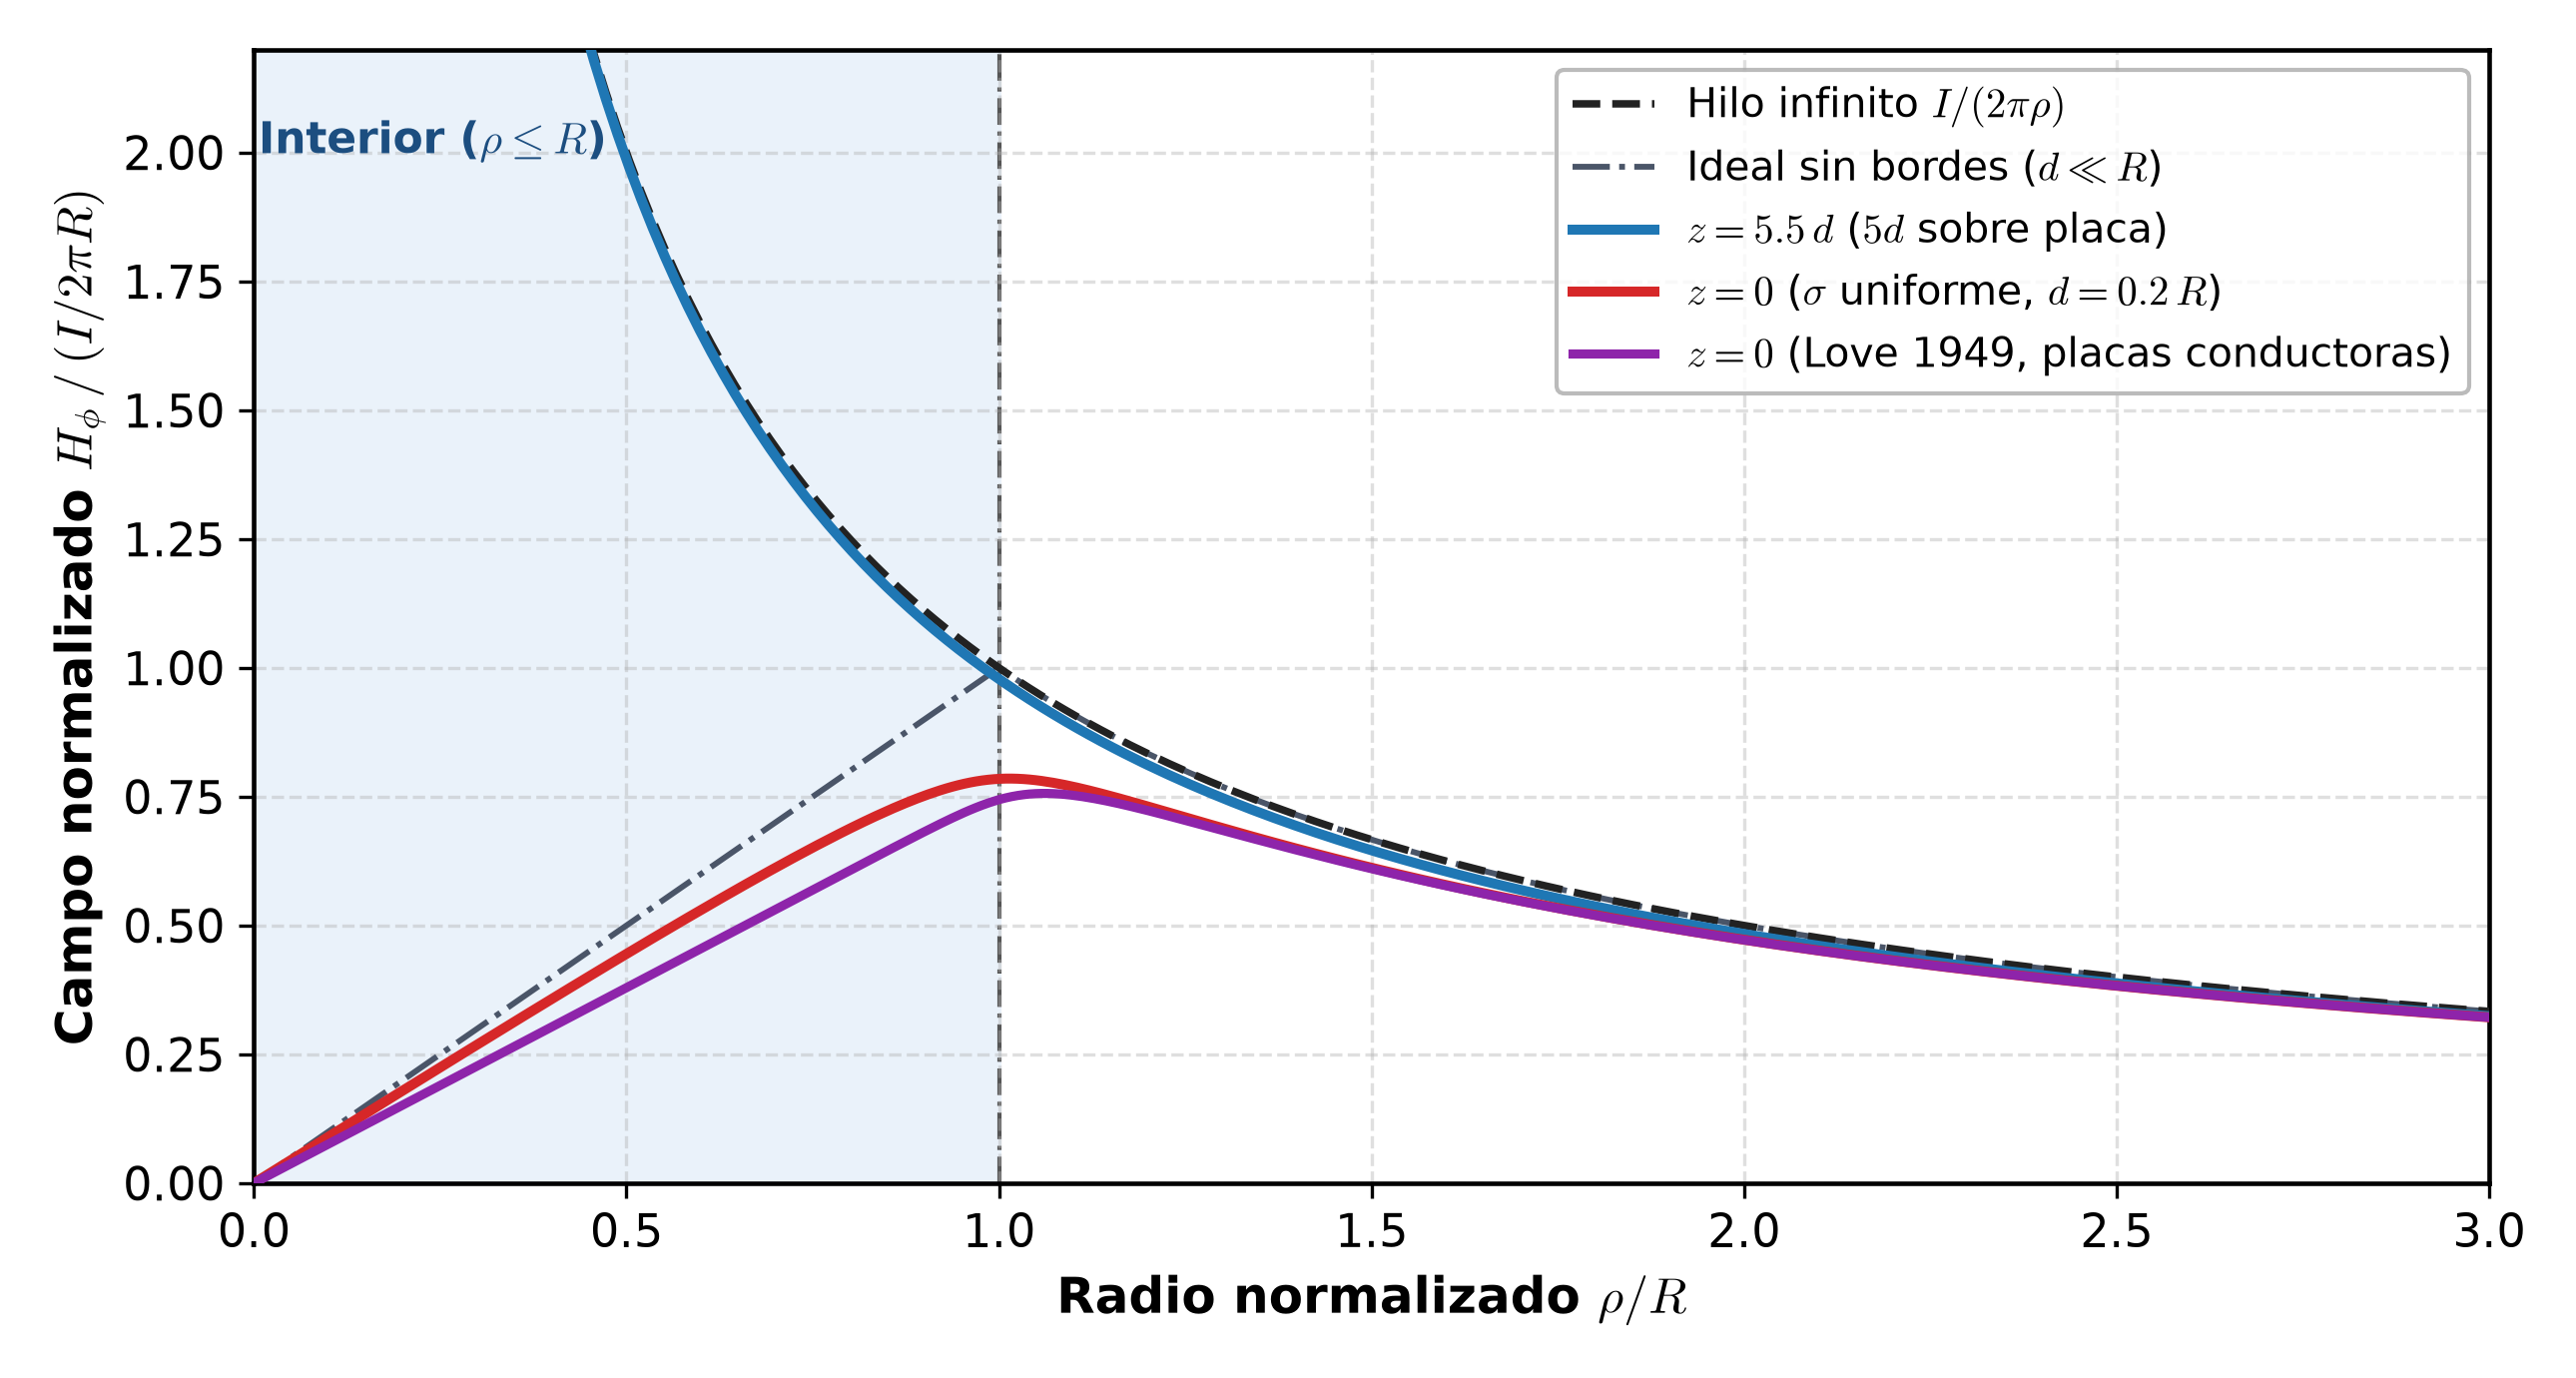 Interior (ρ ≤ R)
Hilo infinito I/(2πρ)
Ideal sin bordes (d ≪ R)
z = 5.5 d (5d sobre placa)
z = 0 (σ uniforme, d = 0.2 R)
z = 0 (Love 1949, placas conductoras)
Campo normalizado H_ϕ / (I/2πR)
2.00
1.75
1.50
1.25
1.00
0.75
0.50
0.25
0.00
0.0 0.5 1.0 1.5 2.0 2.5 3.0
Radio normalizado ρ/R